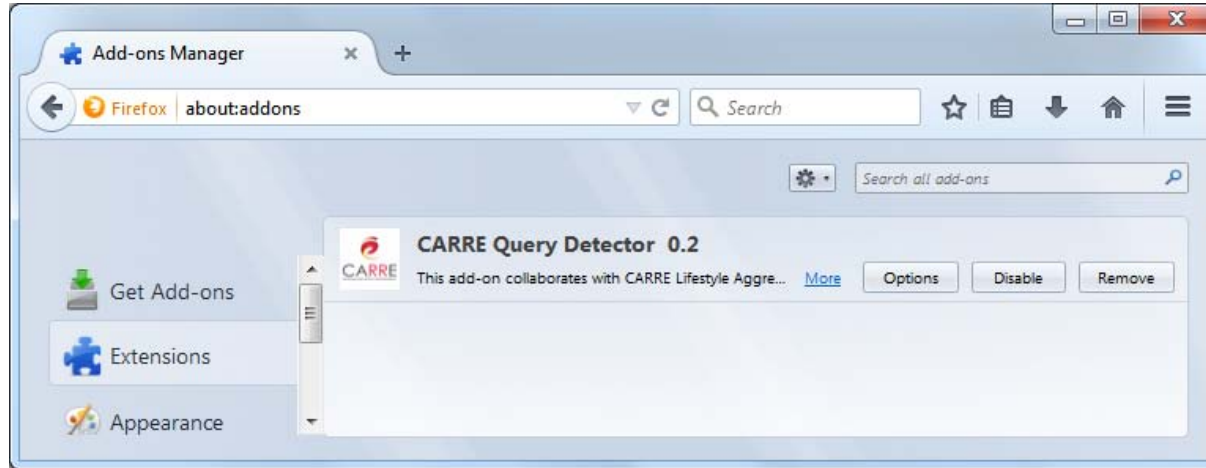 Add-ons Manager
Firefox about:addons Search
Search all add-ons
CARRE Query Detector 0.2
CARRE
This add-on collaborates with CARRE Lifestyle Aggre... More Options Disable Remove
Get Add-ons
Extensions
Appearance